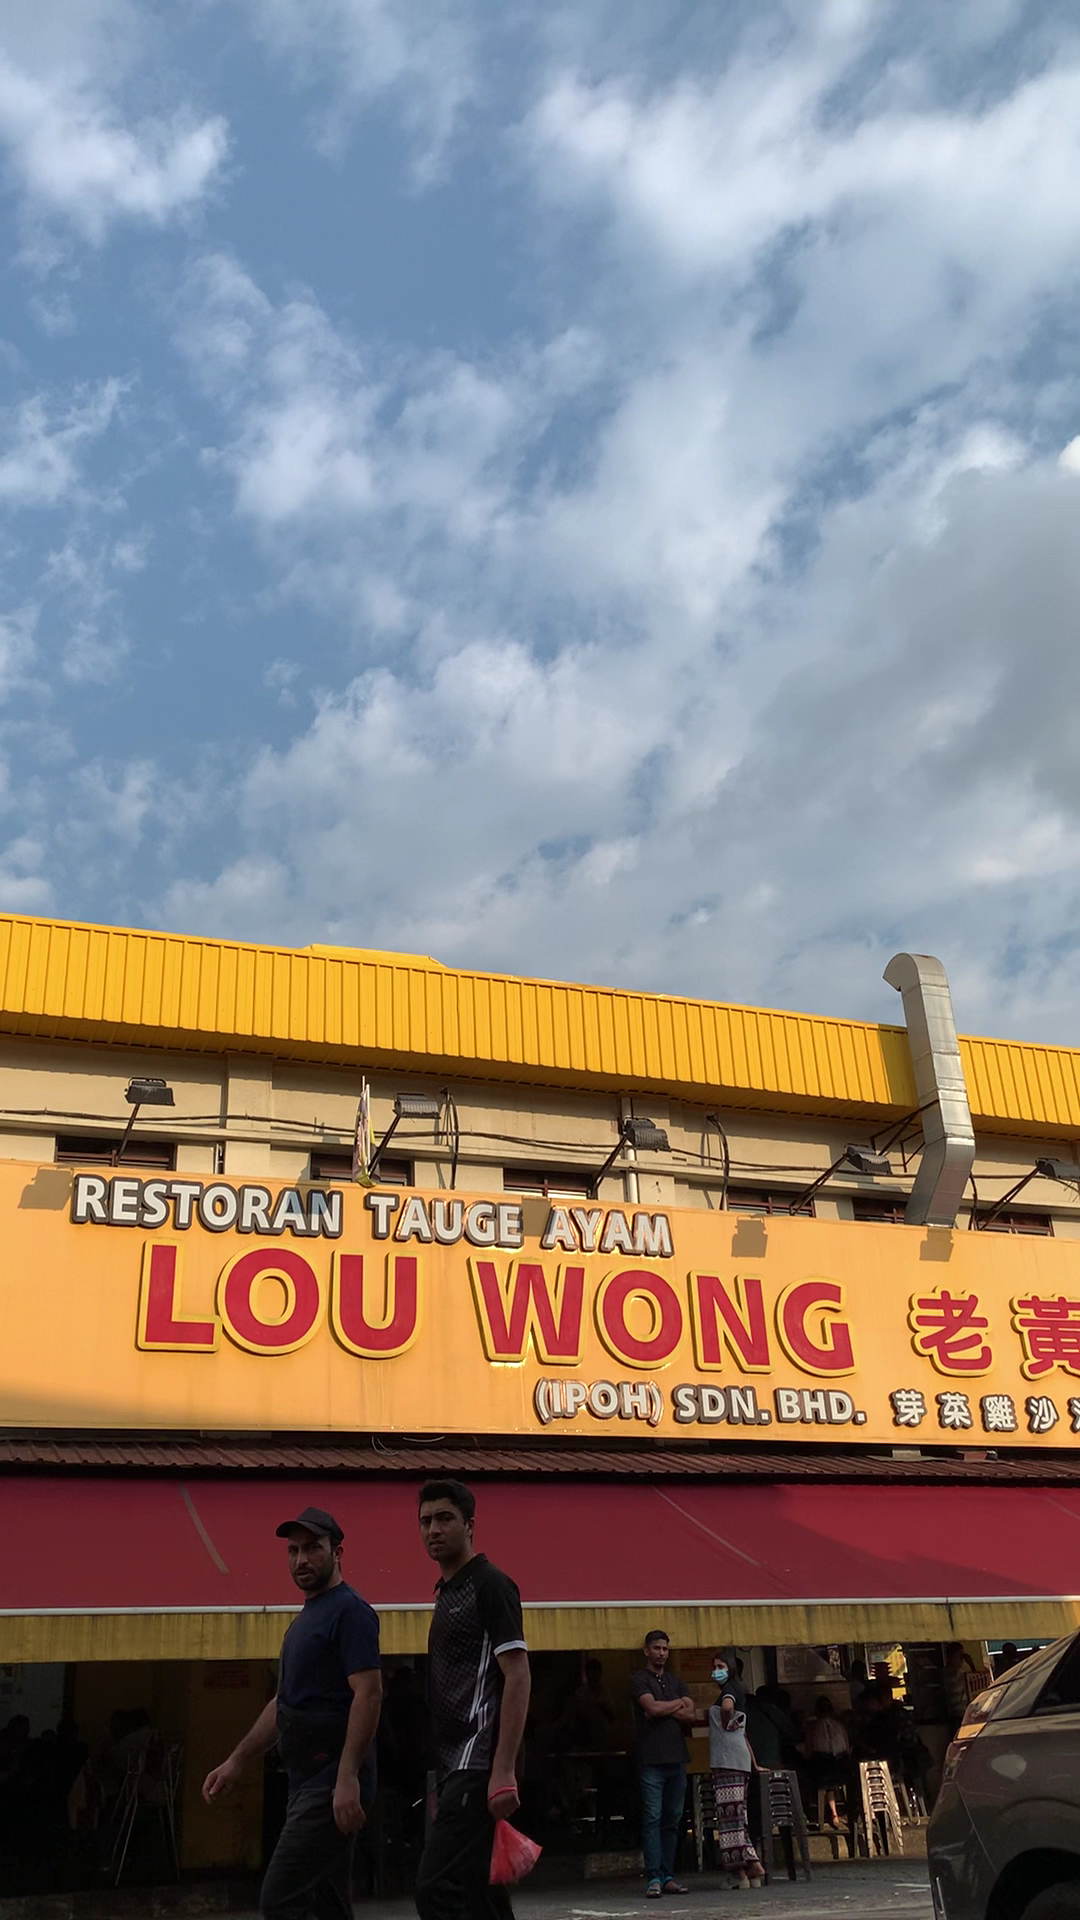 RESTORAN TAUGE AYAM
LOU WONG 老黃
(IPOH) SDN. BHD. 芽菜雞沙